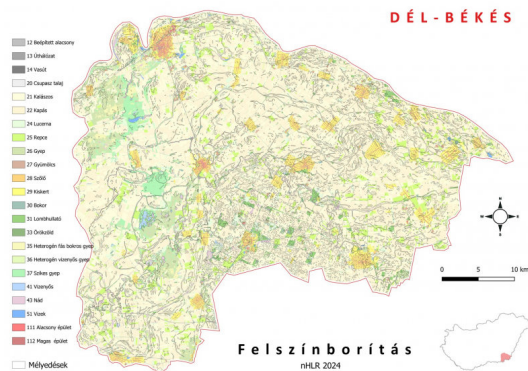 DÉL-BÉKÉS
12 Beépített alacsony
13 Úthálózat
14 Vasút
20 Csupasz talaj
21 Kalászos
22 Kapás
24 Lucerna
25 Repce
26 Gyep
27 Gyümölcs
28 Szőlő
29 Kiskert
30 Bokor
31 Lombhullató
33 Örökzöld
35 Heterogén fás bokros gyep
36 Heterogén vizenyős gyep
37 Szikes gyep
41 Vizenyős
43 Nád
51 Vizek
111 Alacsony épület
112 Magas épület
Mélyedések
N
W
E
S
0 5 10 km
Felszínborítás
nHLR 2024